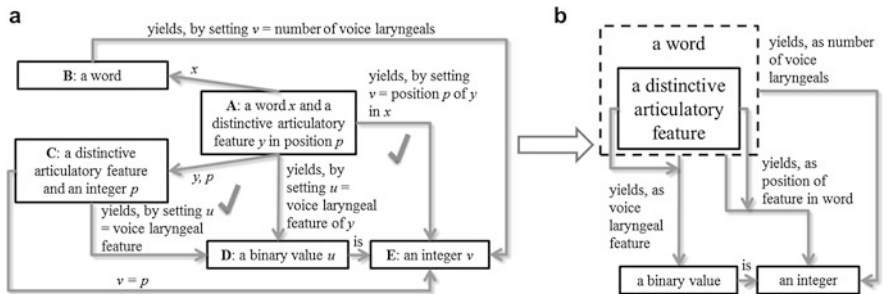 a
yields, by setting v = number of voice laryngeals
B: a word
x
A: a word x and a
distinctive articulatory
feature y in position p
yields, by setting
v = position p of y
in x
C: a distinctive
articulatory feature
and an integer p
y, p
yields, by setting u
= voice laryngeal
feature
yields, by
setting u =
voice laryngeal
feature of y
D: a binary value u
is
E: an integer v
v = p
b
a word
a distinctive
articulatory
feature
yields, as number
of voice
laryngeals
yields, as
voice
laryngeal
feature
yields, as
position of
feature in word
a binary value
is
an integer